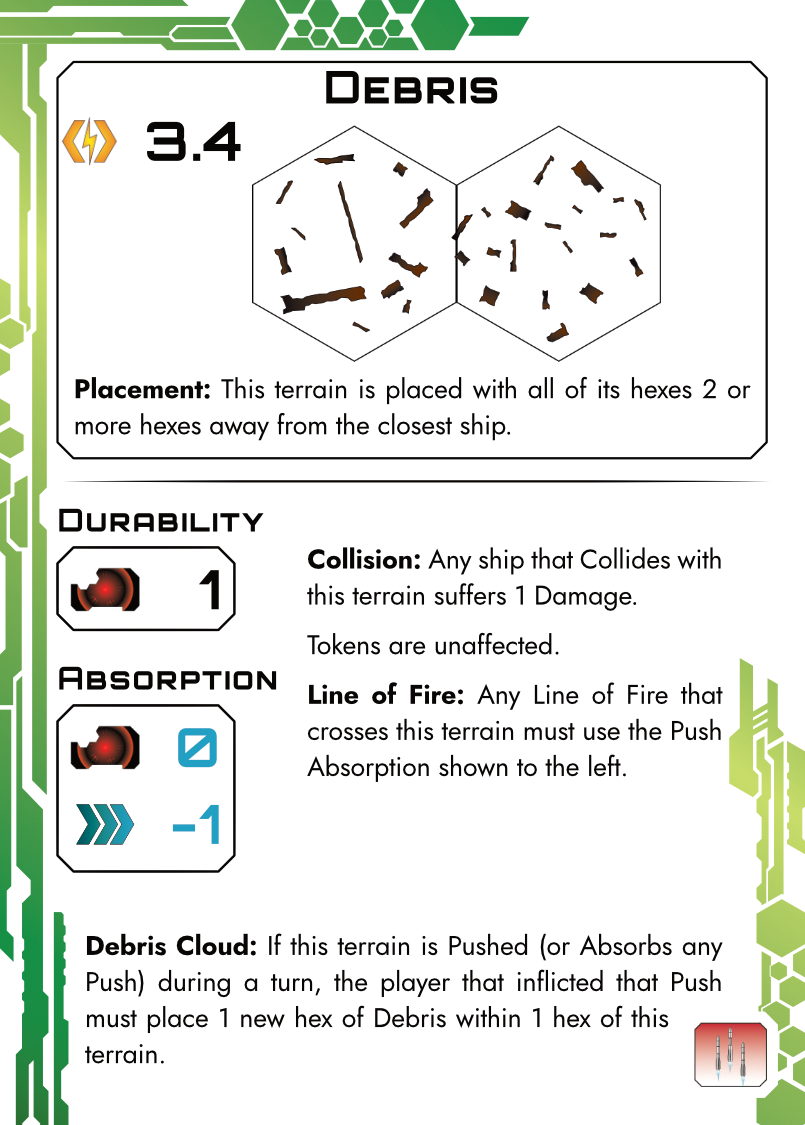 DEBRIS
3.4
Placement: This terrain is placed with all of its hexes 2 or
more hexes away from the closest ship.
DURABILITY
1
ABSORPTION
0
-1
Collision: Any ship that Collides with
this terrain suffers 1 Damage.
Tokens are unaffected.
Line of Fire: Any Line of Fire that
crosses this terrain must use the Push
Absorption shown to the left.
Debris Cloud: If this terrain is Pushed (or Absorbs any
Push) during a turn, the player that inflicted that Push
must place 1 new hex of Debris within 1 hex of this
terrain.